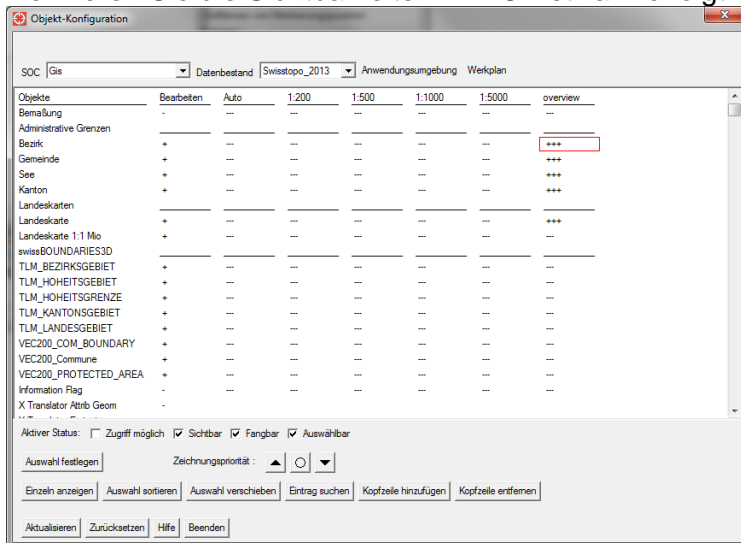 Objekt-Konfiguration
SOC Gis Datenbestand Swisstopo_2013 Anwendungsumgebung Werkplan
Objekte Bearbeiten Auto 1:200 1:500 1:1000 1:5000 overview
Bemaßung - --- --- --- --- --- ---
Administrative Grenzen
Bezirk + --- --- --- --- --- +++
Gemeinde + --- --- --- --- --- +++
See + --- --- --- --- --- +++
Kanton + --- --- --- --- --- +++
Landeskarten
Landeskarte + --- --- --- --- --- +++
Landeskarte 1:1 Mio + --- --- --- --- --- ---
swissBOUNDARIES3D
TLM_BEZIRKSGEBIET + --- --- --- --- --- ---
TLM_HOHEITSGEBIET + --- --- --- --- --- ---
TLM_HOHEITSGRENZE + --- --- --- --- --- ---
TLM_KANTONSGEBIET + --- --- --- --- --- ---
TLM_LANDESGEBIET + --- --- --- --- --- ---
VEC200_COM_BOUNDARY + --- --- --- --- --- ---
VEC200_Commune + --- --- --- --- --- ---
VEC200_PROTECTED_AREA + --- --- --- --- --- ---
Information Flag - --- --- --- --- --- ---
X Translator Attrib Geom -
Aktiver Status: Zugriff möglich Sichtbar Fangbar Auswählbar
Auswahl festlegen Zeichnungspriorität :
Einzeln anzeigen Auswahl sortieren Auswahl verschieben Eintrag suchen Kopfzeile hinzufügen Kopfzeile entfernen
Aktualisieren Zurücksetzen Hilfe Beenden